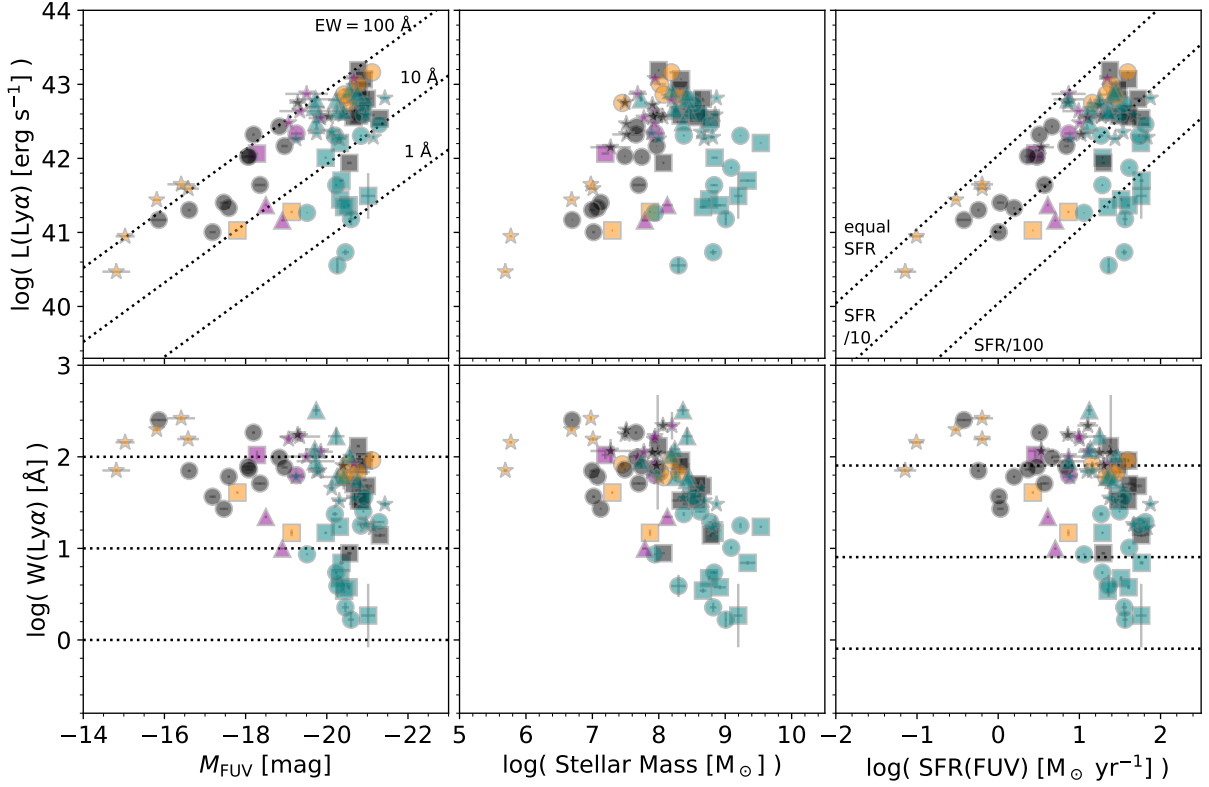 44
43
42
41
40
log( L(Lyα) [erg s⁻¹] )
EW = 100 Å
10 Å
1 Å
equal
SFR
SFR
/10
SFR/100
3
2
1
0
log( W(Lyα) [Å]
−14 −16 −18 −20 −22
5 6 7 8 9 10
−2 −1 0 1 2
M_FUV [mag]
log( Stellar Mass [M⊙] )
log( SFR(FUV) [M⊙ yr⁻¹] )